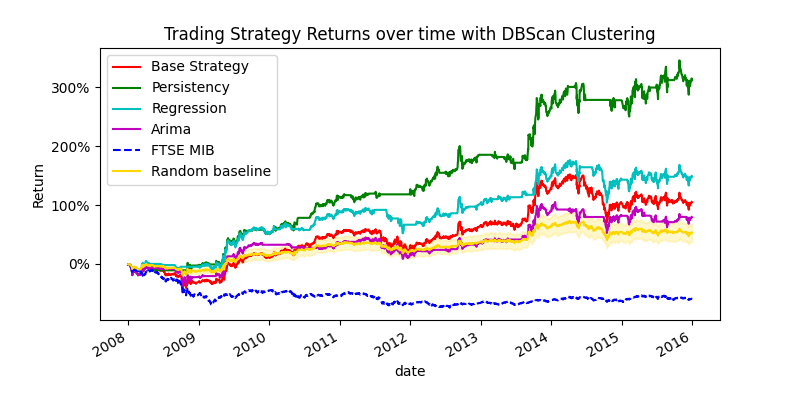 Trading Strategy Returns over time with DBScan Clustering
Base Strategy
Persistency
Regression
Arima
FTSE MIB
Random baseline
300%
200%
100%
0%
Return
2008
2009
2010
2011
2012
2013
2014
2015
2016
date